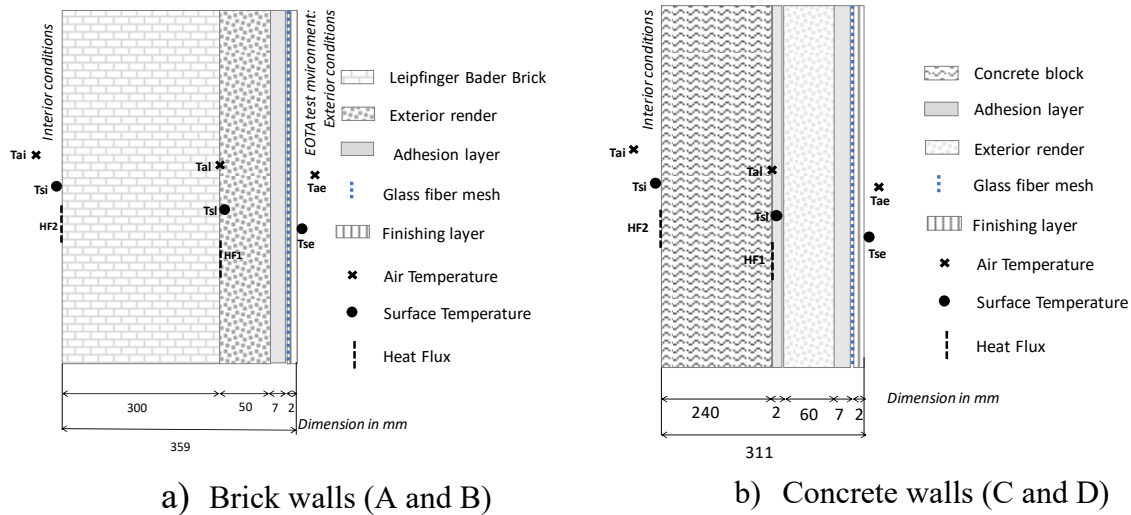 Interior conditions
EOTA test mvironment:
Exterior conditions
Leipfinger Bader Brick
Exterior render
Adhesion layer
Glass fiber mesh
Finishing layer
Air Temperature
Surface Temperature
Heat Flux
Tai
Tsi
HF2
Tal
Tsl
HF1
Tae
Tse
300
50
7
2
Dimension in mm
359
a) Brick walls (A and B)
Interior conditions
Concrete block
Adhesion layer
Exterior render
Glass fiber mesh
Finishing layer
Air Temperature
Surface Temperature
Heat Flux
Tai
Tsi
HF2
Tal
Tsl
HF1
Tae
Tse
240
2
60
7
2
Dimension in mm
311
b) Concrete walls (C and D)